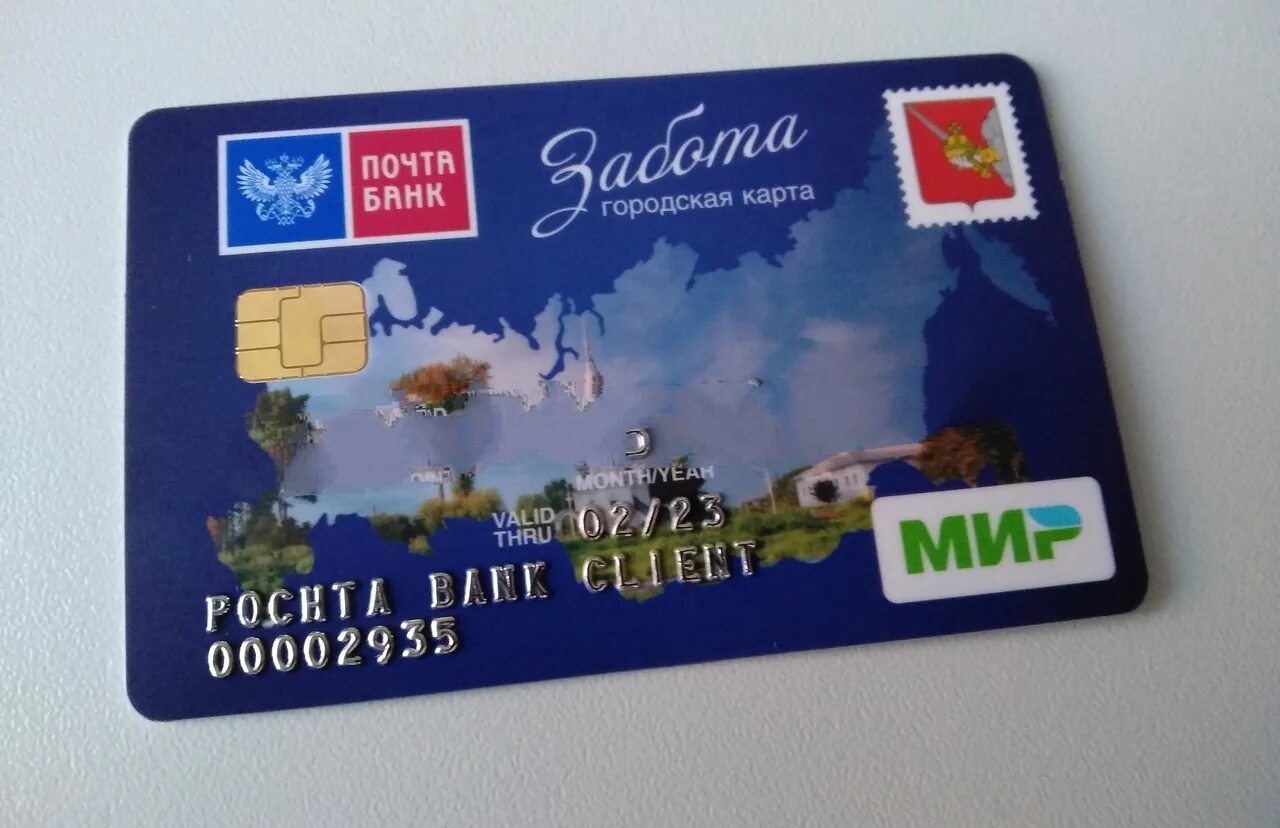 ПОЧТА
БАНК
Забота
городская карта
MONTH/YEAR
VALID
THRU
02/23
POCHTA BANK CLIENT
00002935
МИР